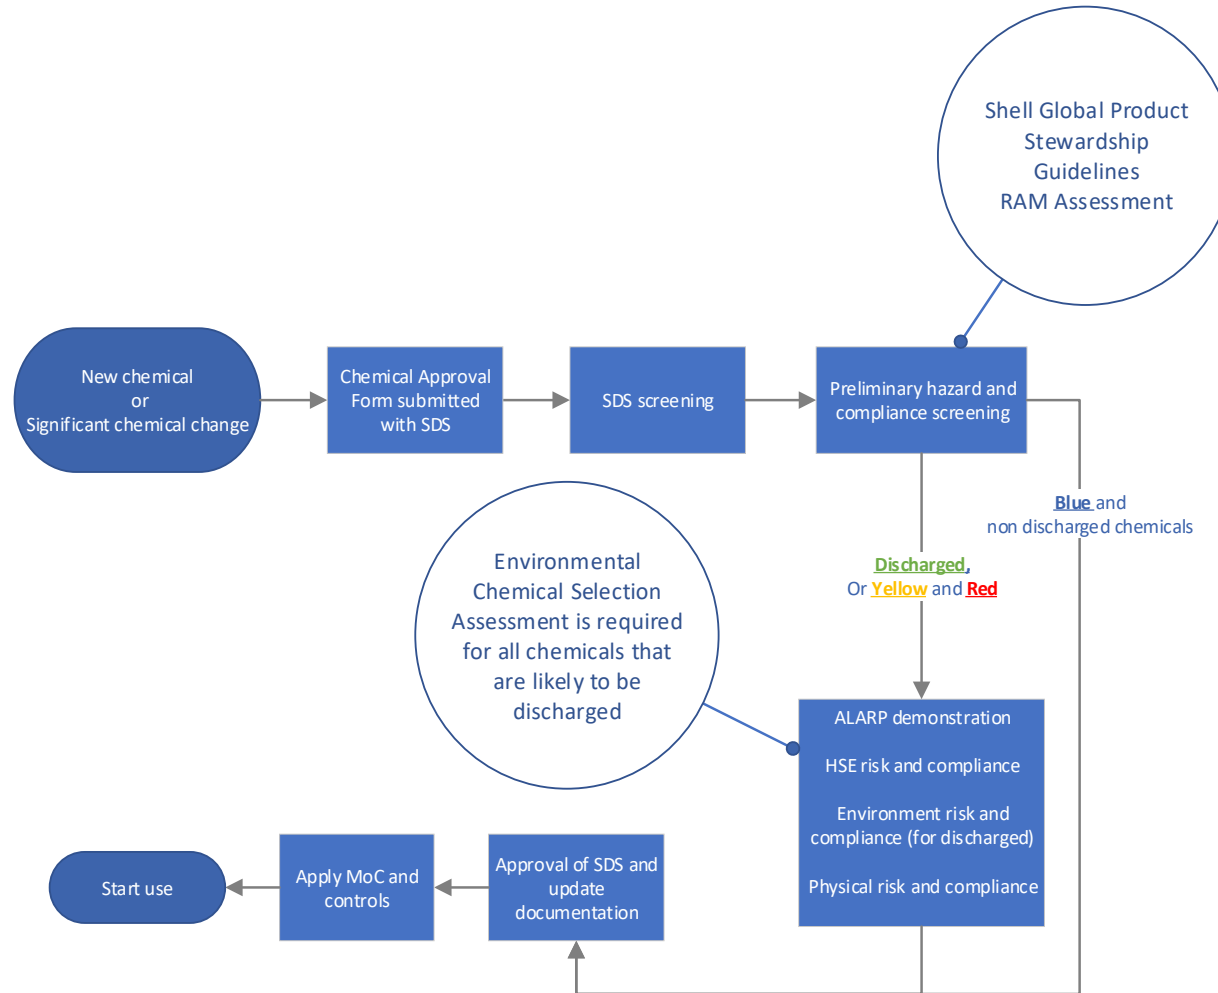 Shell Global Product
Stewardship
Guidelines
RAM Assessment
New chemical
or
Significant chemical change
Chemical Approval
Form submitted
with SDS
SDS screening
Preliminary hazard and
compliance screening
Blue and
non discharged chemicals
Discharged,
Or Yellow and Red
Environmental
Chemical Selection
Assessment is required
for all chemicals that
are likely to be
discharged
ALARP demonstration
HSE risk and compliance
Environment risk and
compliance (for discharged)
Physical risk and compliance
Approval of SDS and
update
documentation
Apply MoC and
controls
Start use